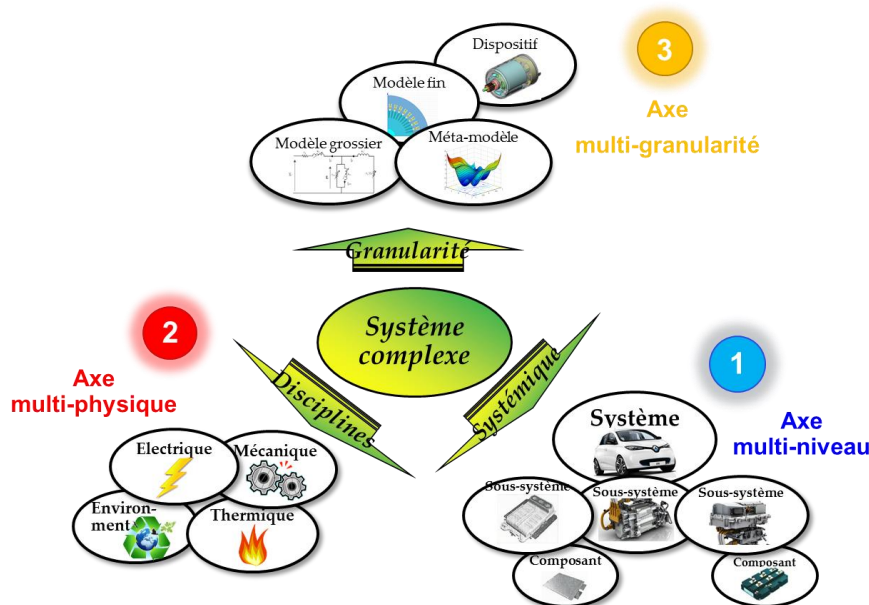 Dispositif
3
Modèle fin
Axe
multi-granularité
Modèle grossier
Méta-modèle
Granularité
2
Système
complexe
1
Axe
multi-physique
Disciplines
Systémique
Système
Axe
multi-niveau
Electrique
Mécanique
Environ-
ment
Thermique
Sous-système
Sous-système
Sous-système
Composant
Composant